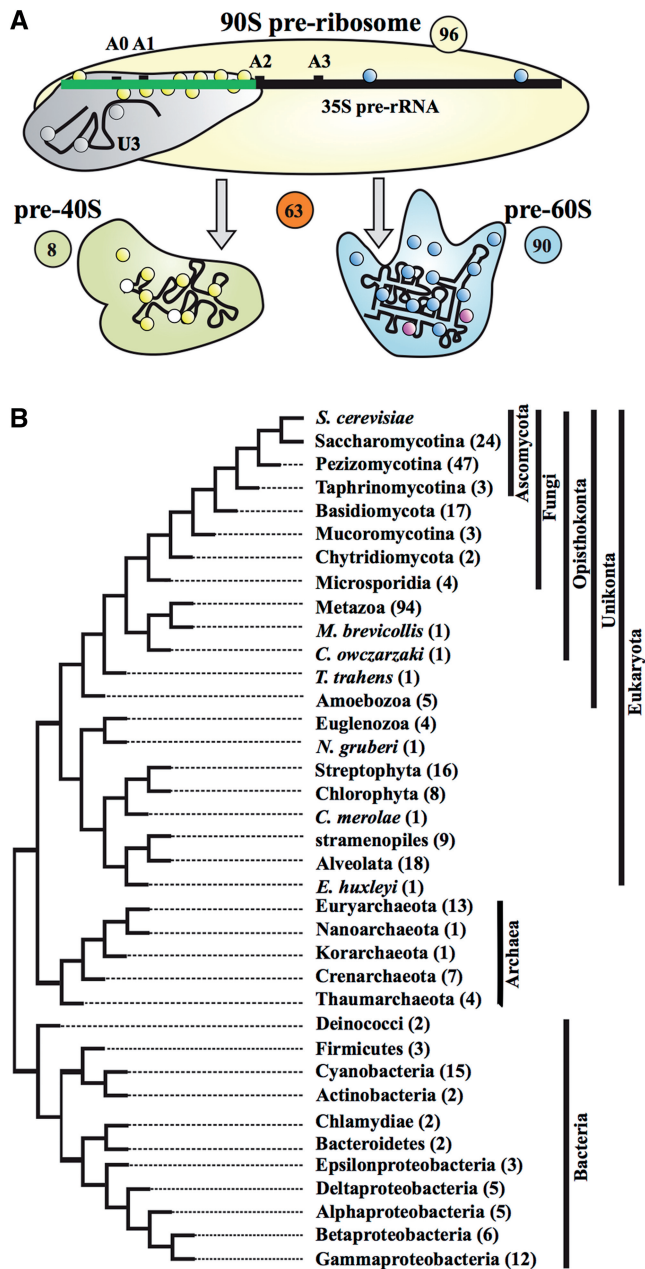 A
90S pre-ribosome
96
A0 A1
A2
A3
35S pre-rRNA
U3
pre-40S
8
63
pre-60S
90
B
S. cerevisiae
Saccharomycotina (24)
Pezizomycotina (47)
Taphrinomycotina (3)
Basidiomycota (17)
Mucoromycotina (3)
Chytridiomycota (2)
Microsporidia (4)
Metazoa (94)
M. brevicollis (1)
C. owczarzaki (1)
T. trahens (1)
Amoebozoa (5)
Euglenozoa (4)
N. gruberi (1)
Streptophyta (16)
Chlorophyta (8)
C. merolae (1)
stramenopiles (9)
Alveolata (18)
E. huxleyi (1)
Euryarchaeota (13)
Nanoarchaeota (1)
Korarchaeota (1)
Crenarchaeota (7)
Thaumarchaeota (4)
Deinococci (2)
Firmicutes (3)
Cyanobacteria (15)
Actinobacteria (2)
Chlamydiae (2)
Bacteroidetes (2)
Epsilonproteobacteria (3)
Deltaproteobacteria (5)
Alphaproteobacteria (5)
Betaproteobacteria (6)
Gammaproteobacteria (12)
Ascomycota
Fungi
Opisthokonta
Unikonta
Eukaryota
Archaea
Bacteria